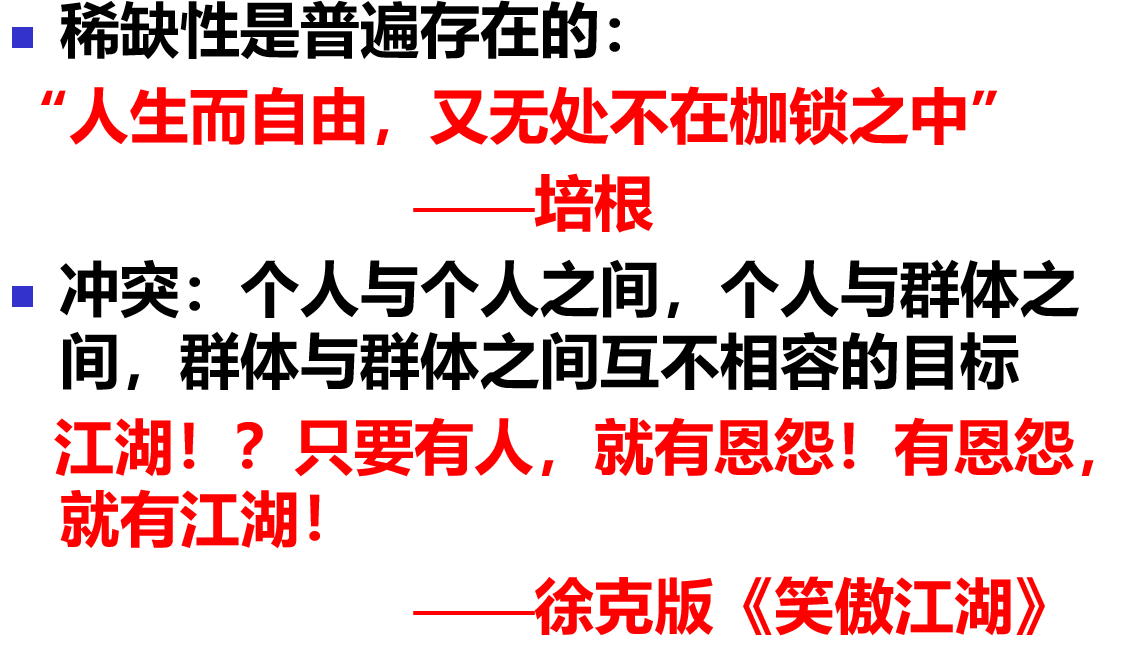 稀缺性是普遍存在的：
“人生而自由，又无处不在枷锁之中”
——培根
冲突：个人与个人之间，个人与群体之
间，群体与群体之间互不相容的目标
江湖！？只要有人，就有恩怨！有恩怨，
就有江湖！
——徐克版《笑傲江湖》